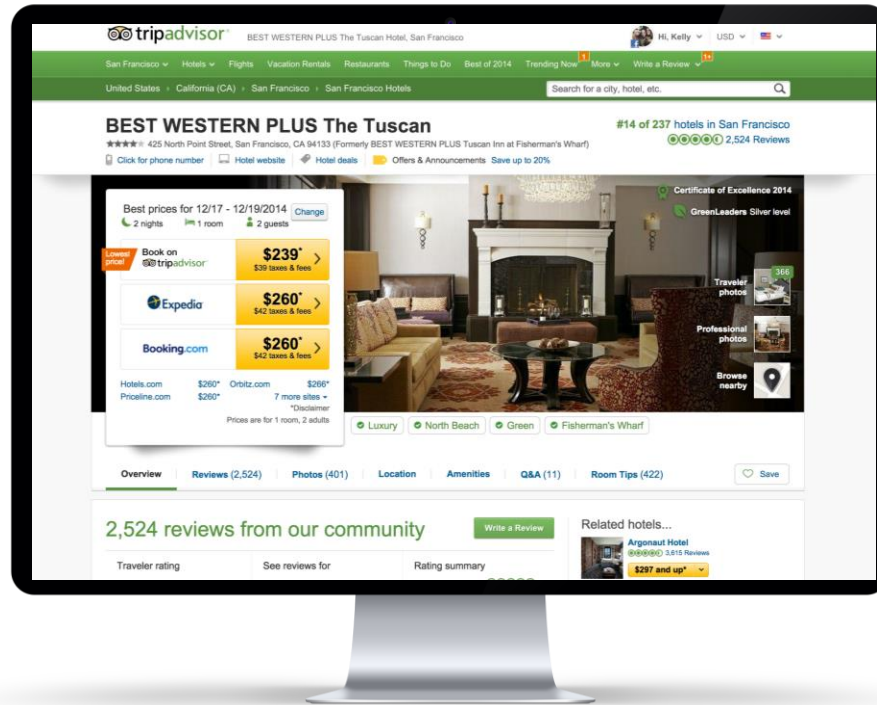 tripadvisor BEST WESTERN PLUS The Tuscan Hotel, San Francisco Hi, Kelly USD
San Francisco Hotels Flights Vacation Rentals Restaurants Things to Do Best of 2014 Trending Now 1 More Write a Review 1+
United States › California (CA) › San Francisco › San Francisco Hotels Search for a city, hotel, etc.
BEST WESTERN PLUS The Tuscan #14 of 237 hotels in San Francisco
425 North Point Street, San Francisco, CA 94133 (Formerly BEST WESTERN PLUS Tuscan Inn at Fisherman's Wharf) 2,524 Reviews
Click for phone number Hotel website Hotel deals Offers & Announcements Save up to 20%
Certificate of Excellence 2014
GreenLeaders Silver level
Best prices for 12/17 - 12/19/2014 Change
2 nights 1 room 2 guests
Lowest price!
Book on
tripadvisor
$239*
$39 taxes & fees
Expedia
$260*
$42 taxes & fees
Booking.com
$260*
$42 taxes & fees
Hotels.com $260* Orbitz.com $266*
Priceline.com $260* 7 more sites
*Disclaimer
Prices are for 1 room, 2 adults
366
Traveler
photos
Professional
photos
Browse
nearby
Luxury North Beach Green Fisherman's Wharf
Overview Reviews (2,524) Photos (401) Location Amenities Q&A (11) Room Tips (422) Save
2,524 reviews from our community Write a Review
Traveler rating See reviews for Rating summary
Related hotels...
Argonaut Hotel
3,615 Reviews
$297 and up*